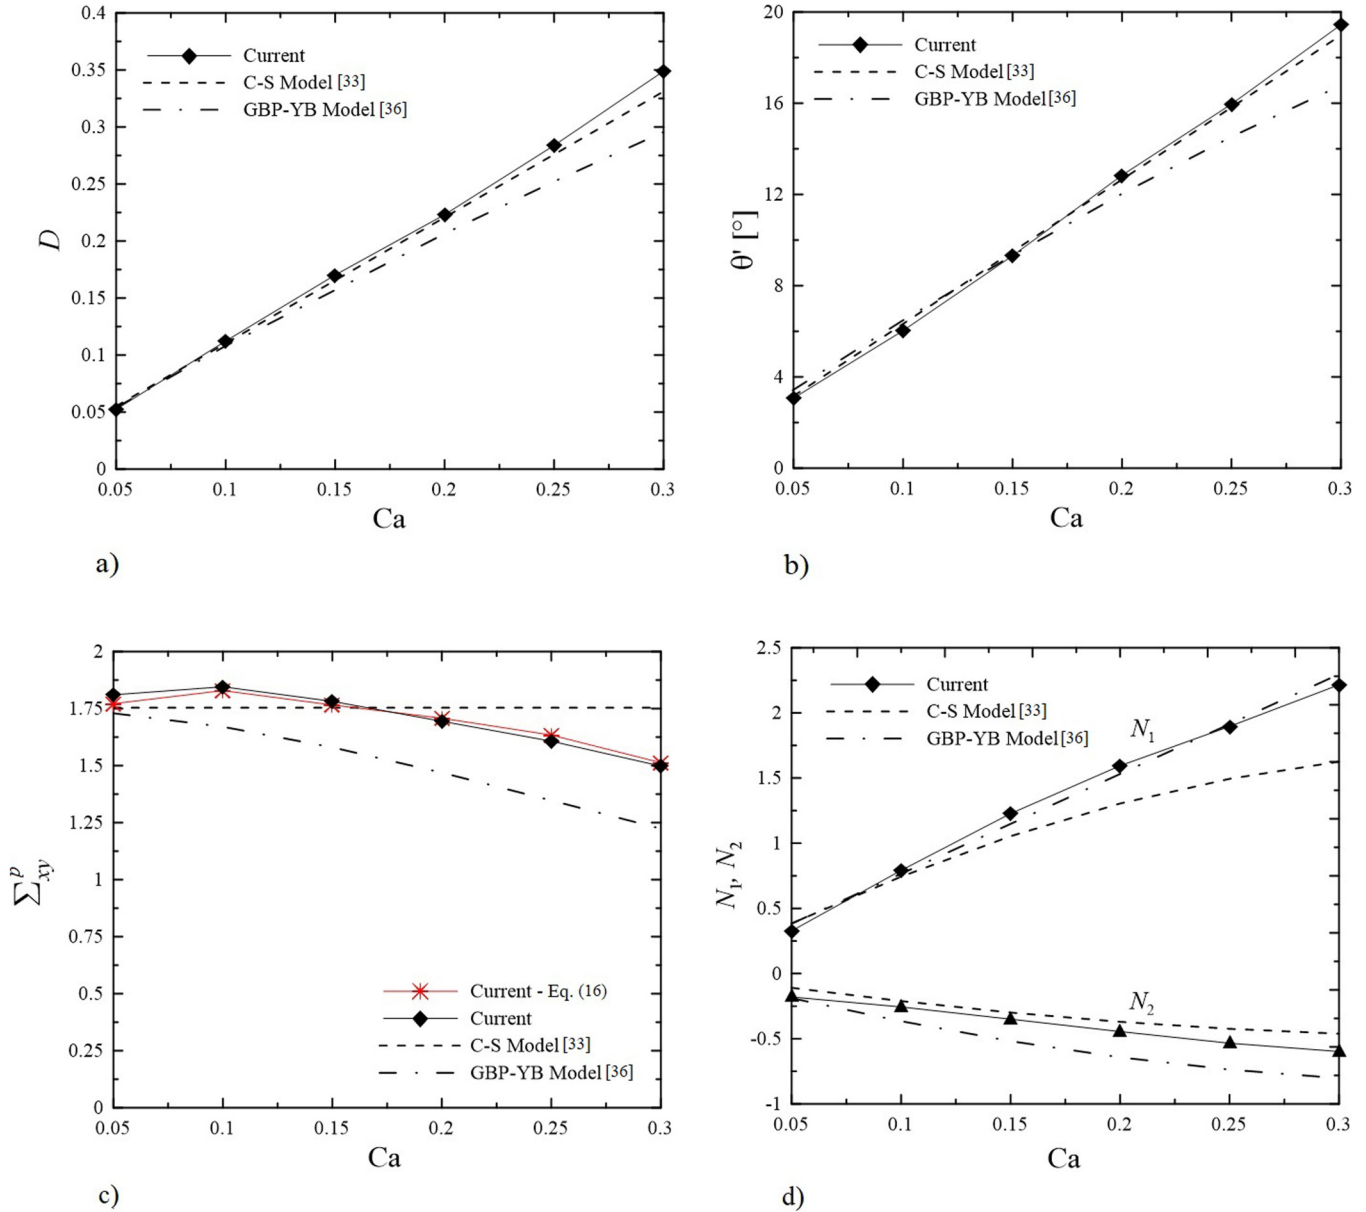 0.4
0.35
0.3
0.25
0.2
0.15
0.1
0.05
0
D
Current
C-S Model [33]
GBP-YB Model [36]
0.05 0.1 0.15 0.2 0.25 0.3
Ca
a)
20
16
12
8
4
0
θ' [°]
Current
C-S Model [33]
GBP-YB Model [36]
0.05 0.1 0.15 0.2 0.25 0.3
Ca
b)
2
1.75
1.5
1.25
1
0.75
0.5
0.25
0
Σᵖxy
Current - Eq. (16)
Current
C-S Model [33]
GBP-YB Model [36]
0.05 0.1 0.15 0.2 0.25 0.3
Ca
c)
2.5
2
1.5
1
0.5
0
-0.5
-1
N₁, N₂
Current
C-S Model [33]
GBP-YB Model [36]
N₁
N₂
0.05 0.1 0.15 0.2 0.25 0.3
Ca
d)